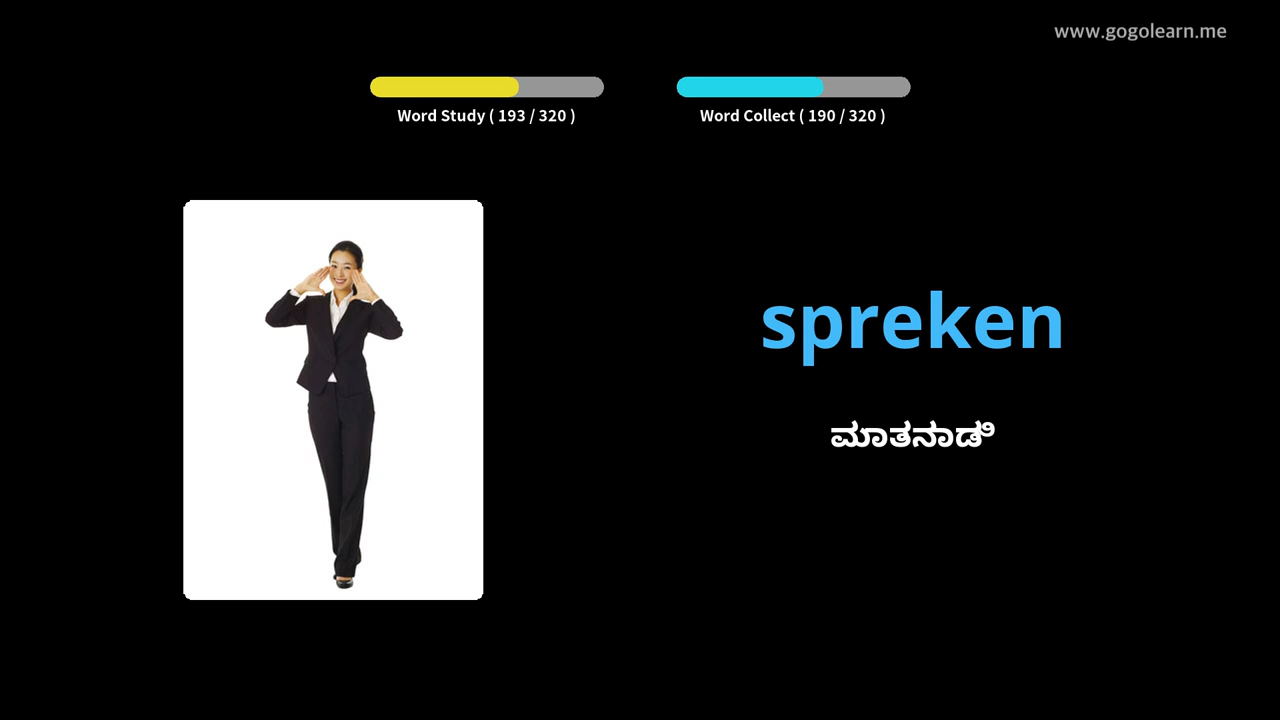 www.gogolearn.me
Word Study ( 193 / 320 )
Word Collect ( 190 / 320 )
spreken
ಮಾತನಾಡಿ